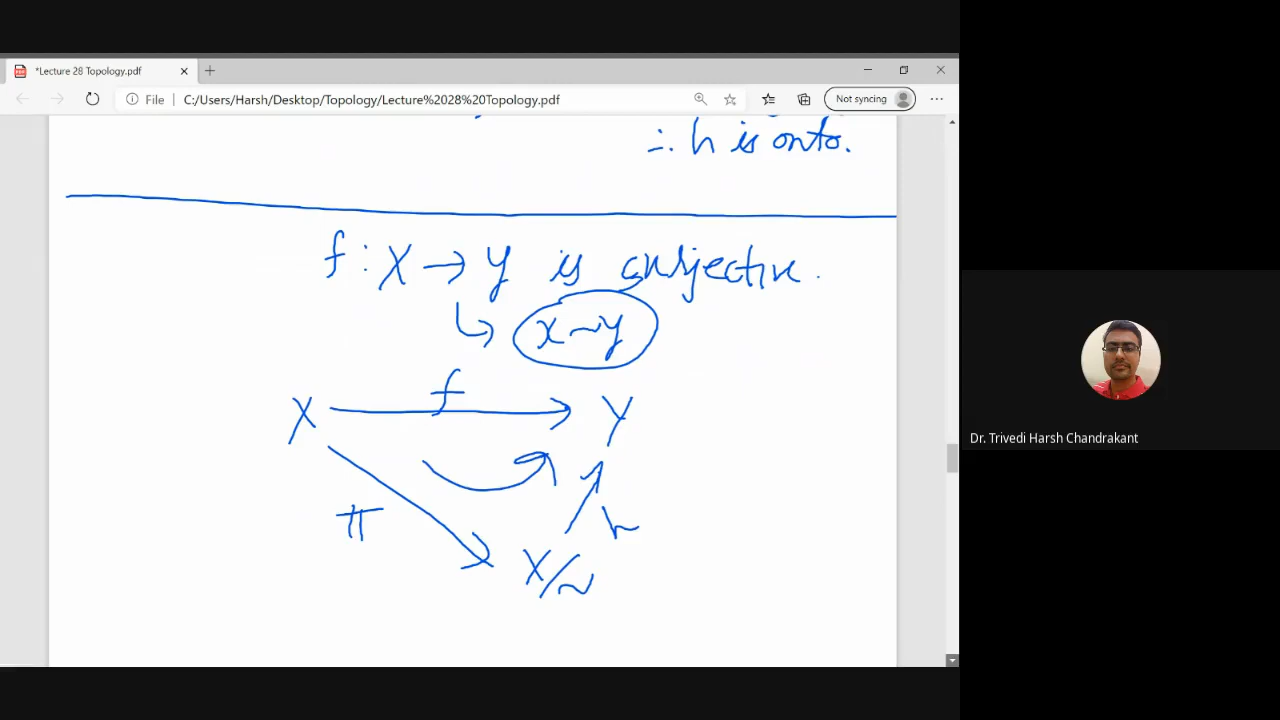 *Lecture 28 Topology.pdf
File | C:/Users/Harsh/Desktop/Topology/Lecture%2028%20Topology.pdf
Not syncing
∴ h is onto.
f : X → Y is surjective.
↳ x~y
f
X → Y
π
h
X/~
Dr. Trivedi Harsh Chandrakant